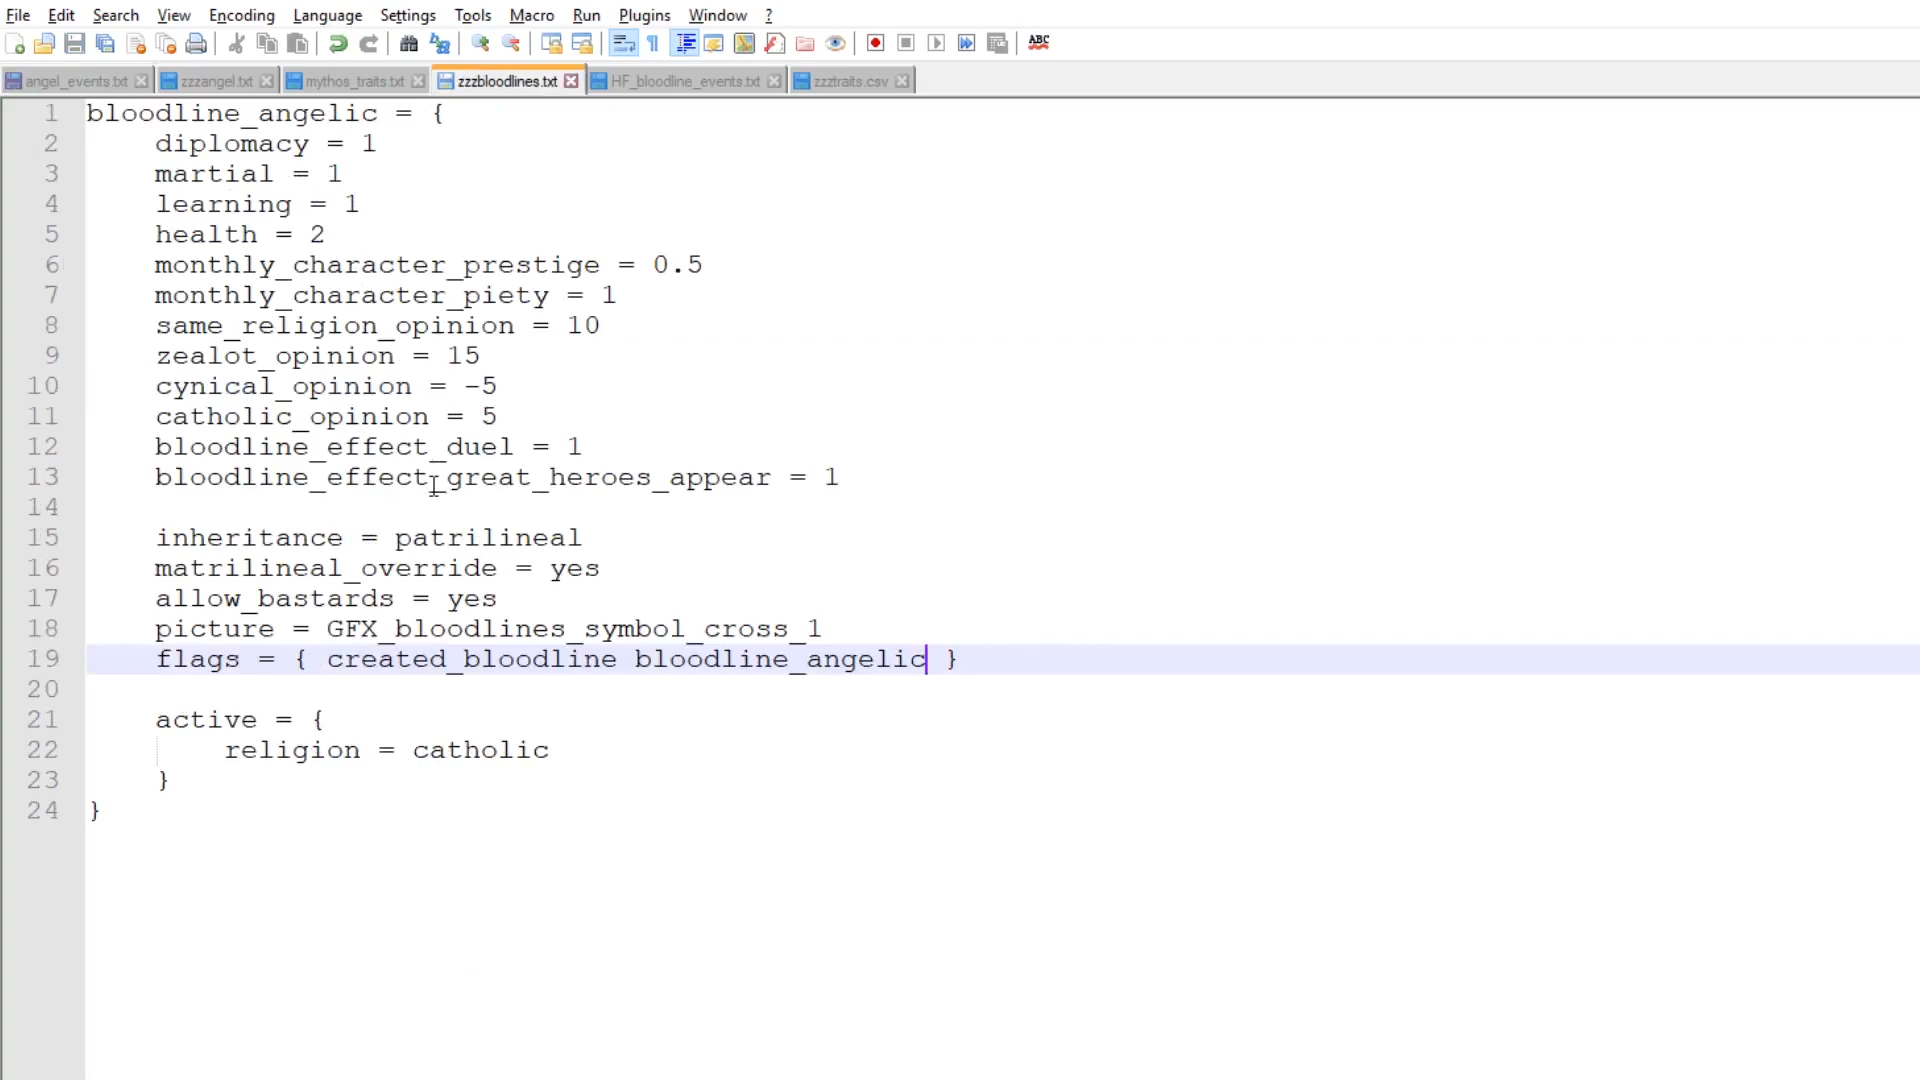 File Edit Search View Encoding Language Settings Tools Macro Run Plugins Window ?
ABC
angel_events.txt zzzangel.txt mythos_traits.txt zzzbloodlines.txt HF_bloodline_events.txt zzztraits.csv
1 bloodline_angelic = {
2 diplomacy = 1
3 martial = 1
4 learning = 1
5 health = 2
6 monthly_character_prestige = 0.5
7 monthly_character_piety = 1
8 same_religion_opinion = 10
9 zealot_opinion = 15
10 cynical_opinion = -5
11 catholic_opinion = 5
12 bloodline_effect_duel = 1
13 bloodline_effect_great_heroes_appear = 1
14
15 inheritance = patrilineal
16 matrilineal_override = yes
17 allow_bastards = yes
18 picture = GFX_bloodlines_symbol_cross_1
19 flags = { created_bloodline bloodline_angelic }
20
21 active = {
22 religion = catholic
23 }
24 }